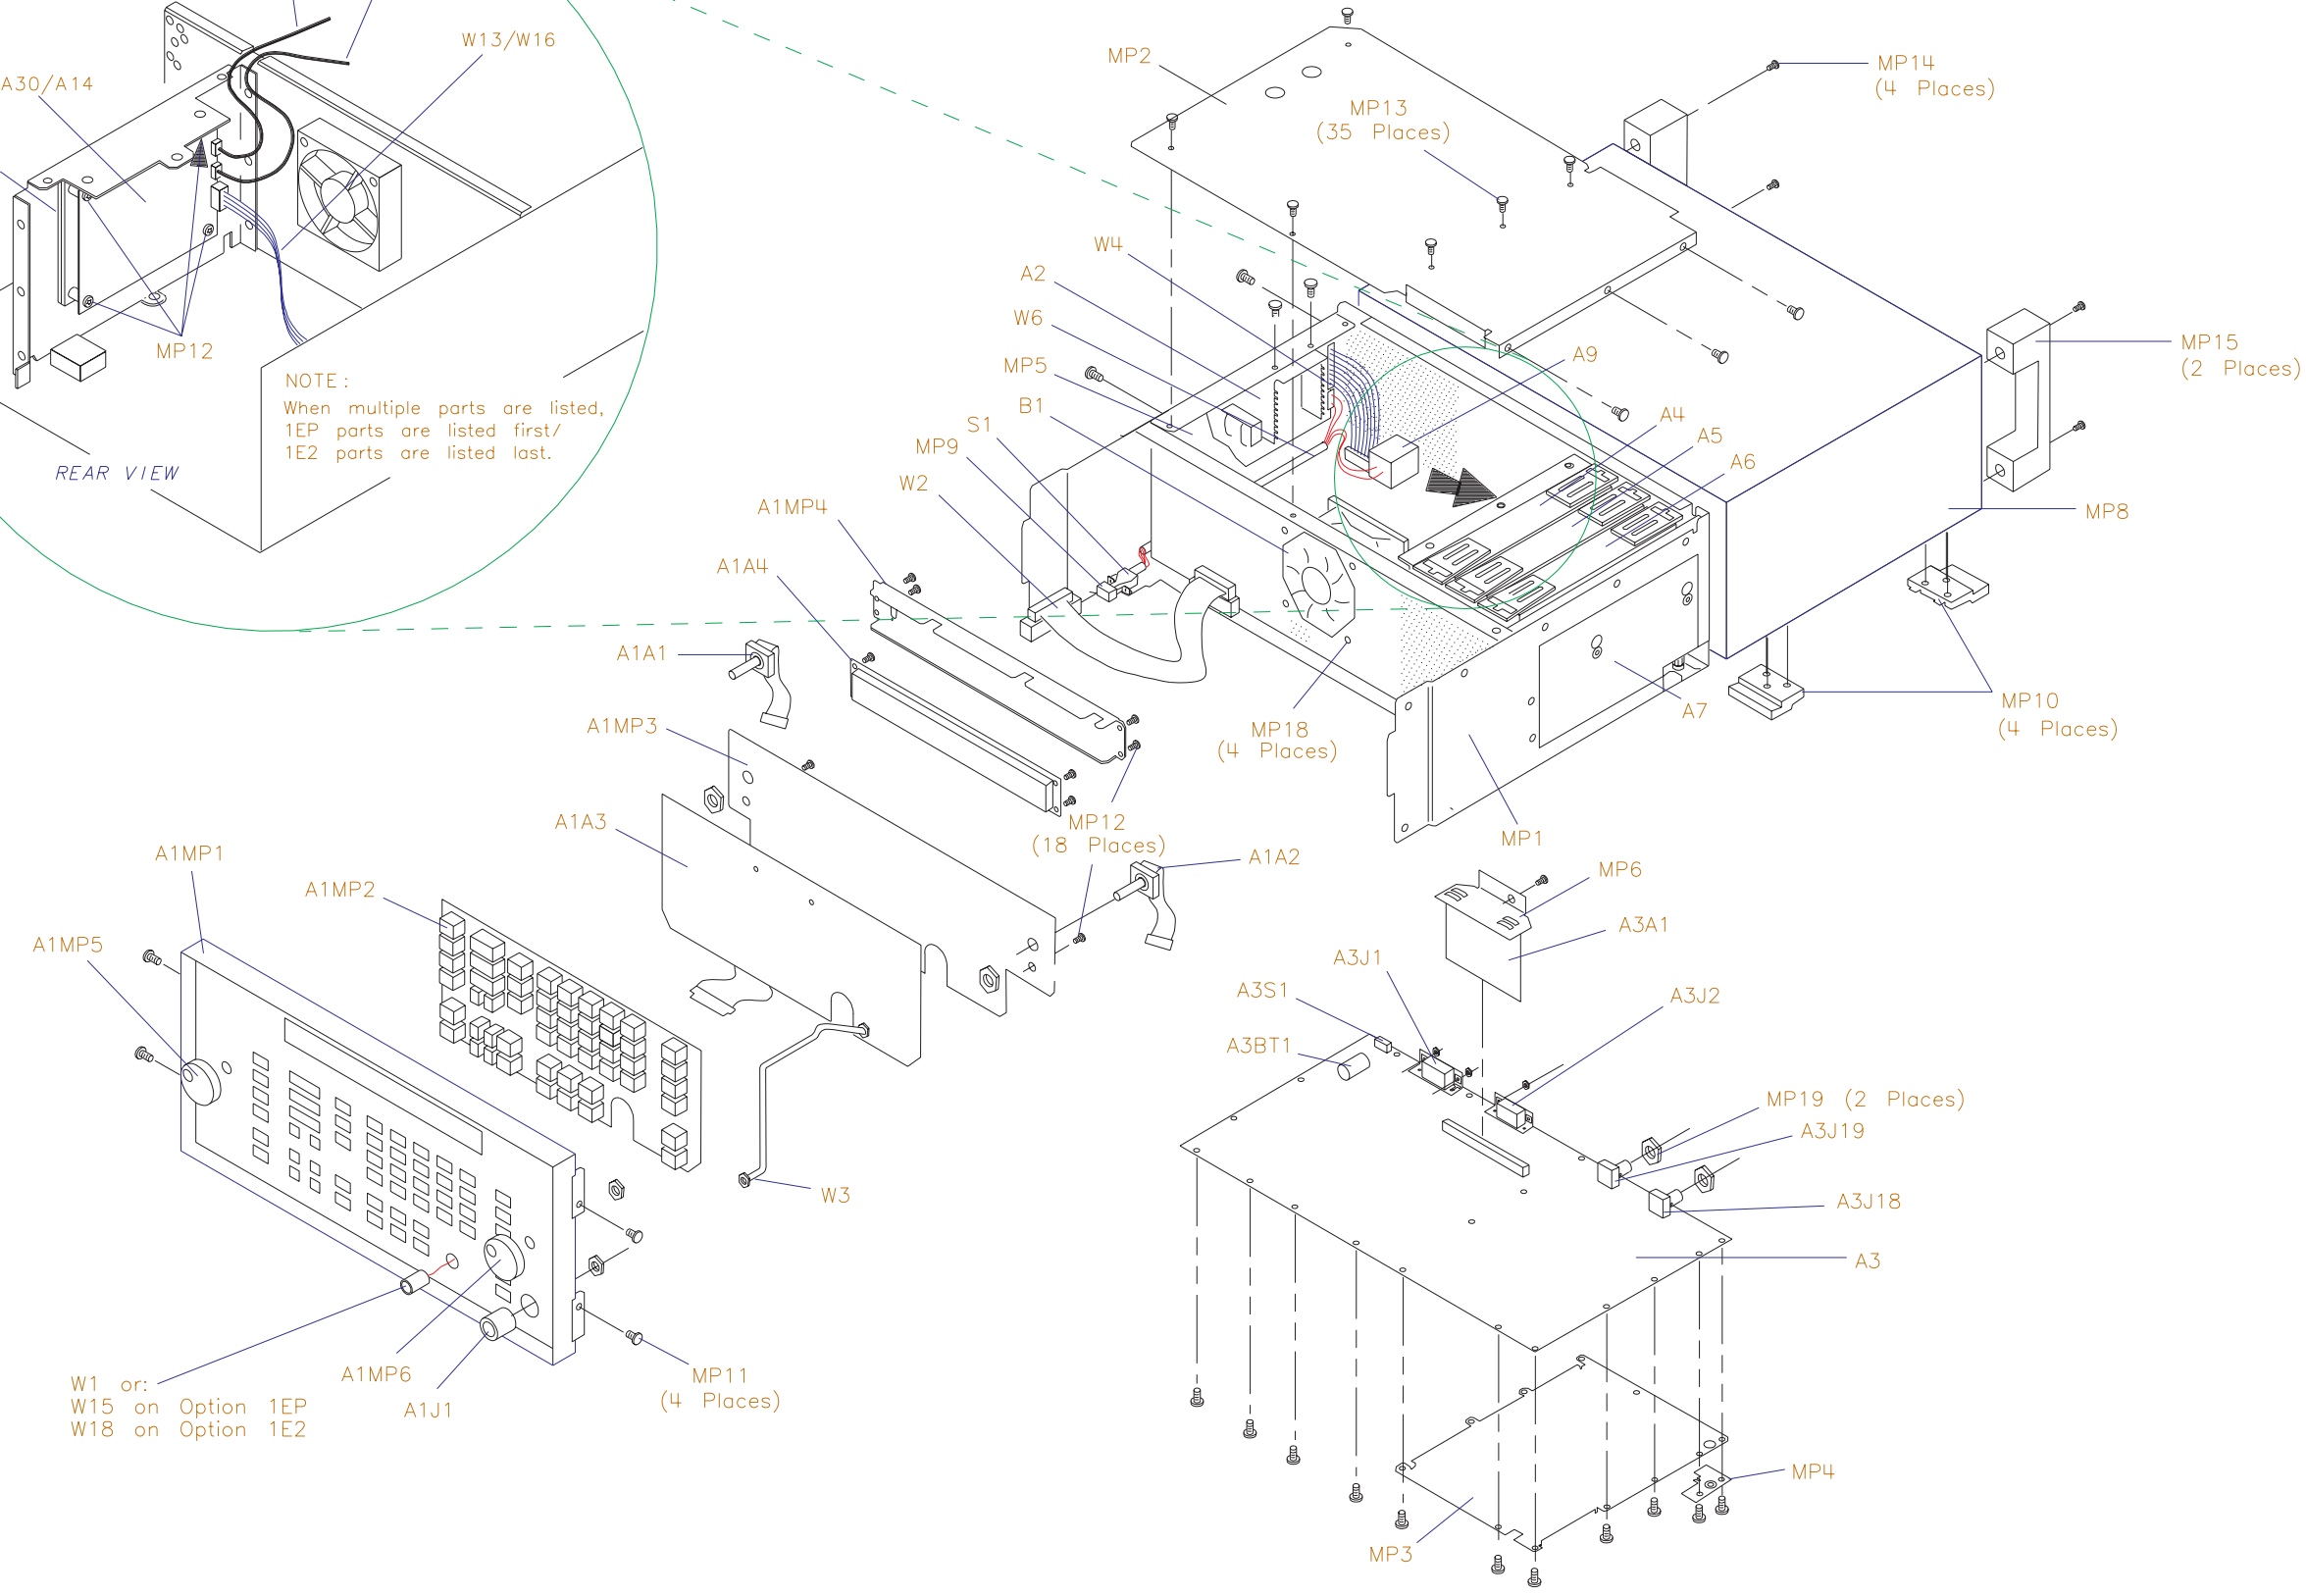 W13/W16
A30/A14
MP12
NOTE:
When multiple parts are listed,
1EP parts are listed first/
1E2 parts are listed last.
REAR VIEW
MP2
MP13
(35 Places)
MP14
(4 Places)
W4
A2
W6
MP5
B1
S1
MP9
W2
A9
A4
A5
A6
MP15
(2 Places)
MP8
MP10
(4 Places)
A7
MP1
MP18
(4 Places)
A1MP4
A1A4
A1A1
A1MP3
A1A3
MP12
(18 Places)
A1A2
A1MP1
A1MP2
A1MP5
W3
MP11
(4 Places)
A1MP6
A1J1
W1 or:
W15 on Option 1EP
W18 on Option 1E2
MP6
A3A1
A3J1
A3S1
A3BT1
A3J2
MP19 (2 Places)
A3J19
A3J18
A3
MP4
MP3